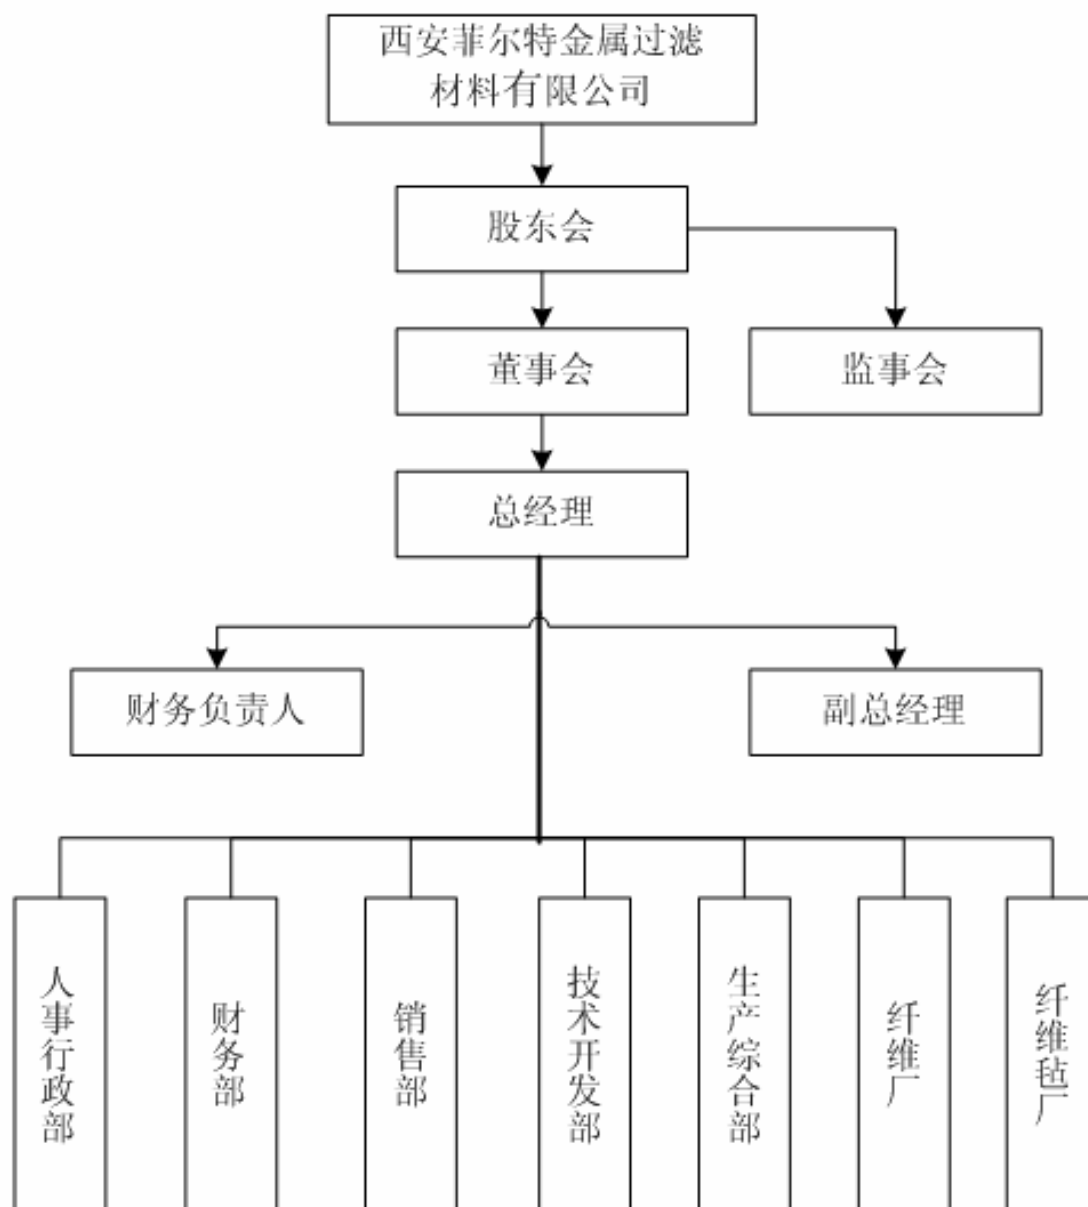 西安菲尔特金属过滤
材料有限公司
股东会
董事会
监事会
总经理
财务负责人
副总经理
人事行政部
财务部
销售部
技术开发部
生产综合部
纤维厂
纤维毡厂